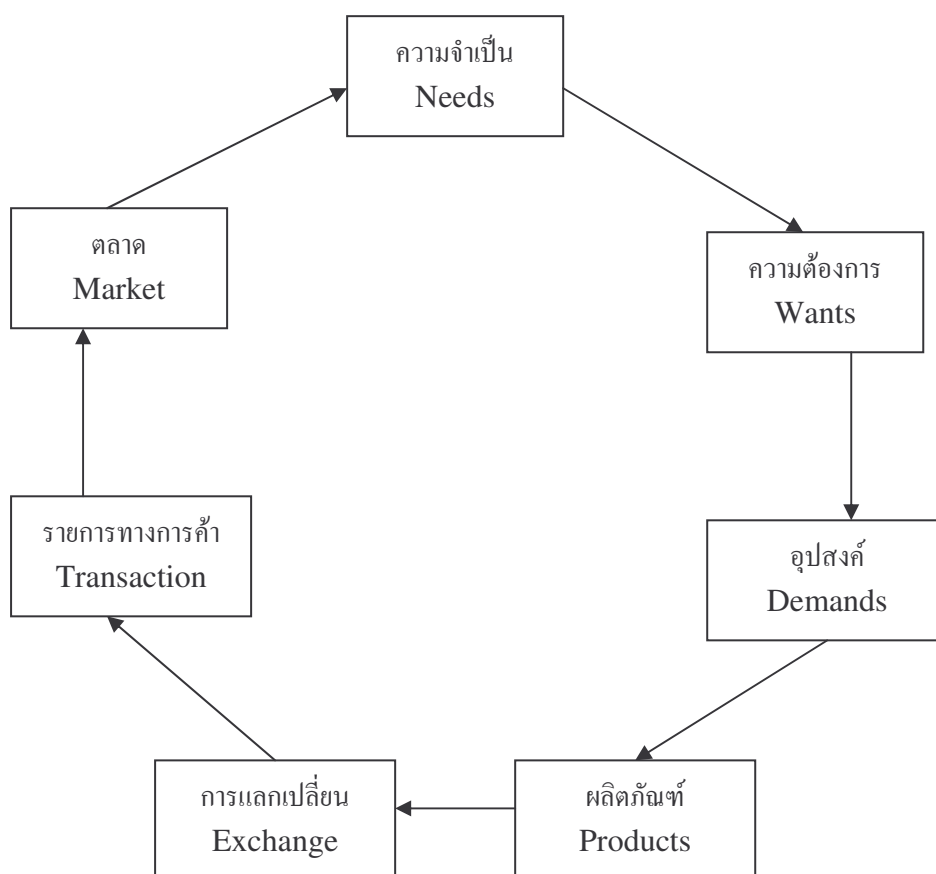 ความจำเป็น
Needs
ความต้องการ
Wants
อุปสงค์
Demands
ผลิตภัณฑ์
Products
การแลกเปลี่ยน
Exchange
รายการทางการค้า
Transaction
ตลาด
Market